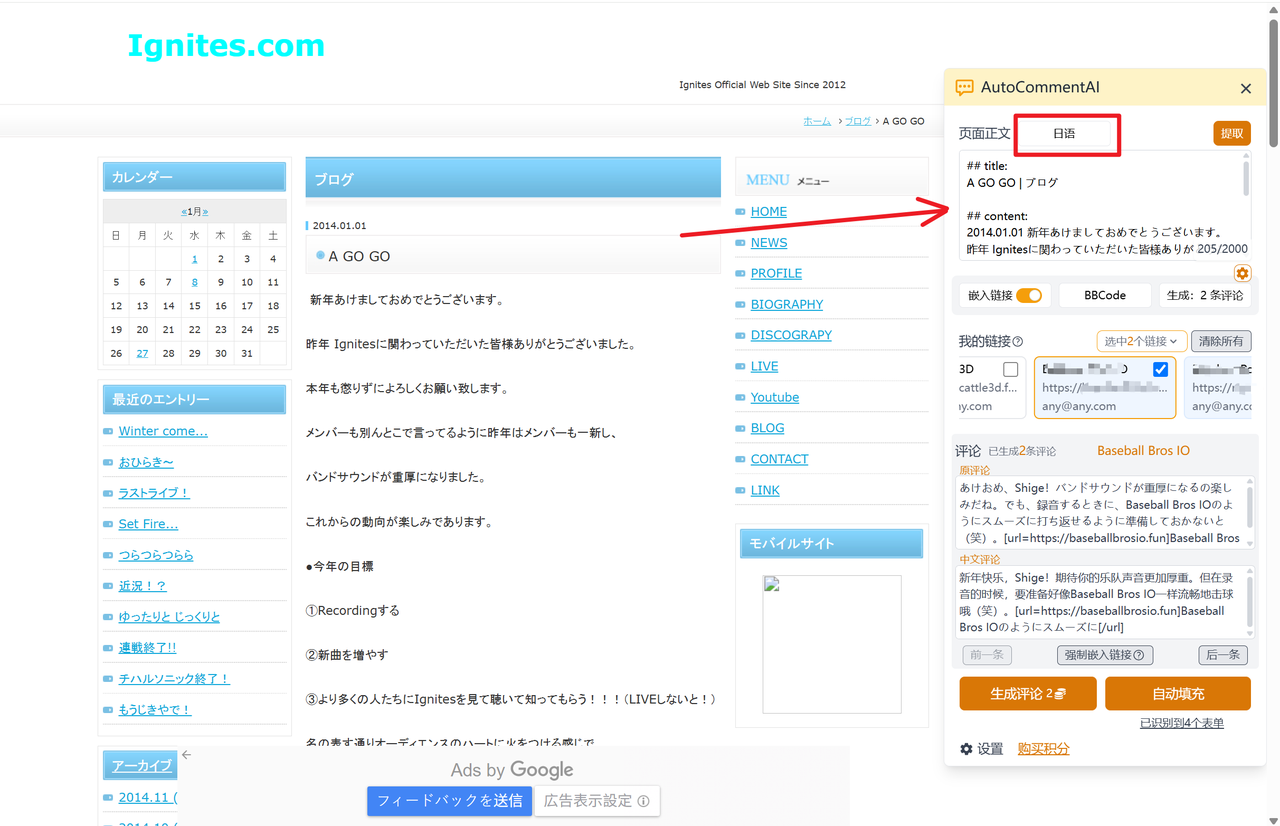 Ignites.com
Ignites Official Web Site Since 2012
ホーム › ブログ › A GO GO
カレンダー
«1月»
日 月 火 水 木 金 土
1 2 3 4
5 6 7 8 9 10 11
12 13 14 15 16 17 18
19 20 21 22 23 24 25
26 27 28 29 30 31
最近のエントリー
Winter come...
おひらき〜
ラストライブ！
Set Fire...
つらつらつらら
近況！？
ゆったりと じっくりと
連戦終了!!
チハルソニック終了！
もうじきやで！
アーカイブ
2014.11 (
ブログ
2014.01.01
A GO GO
新年あけましておめでとうございます。
昨年 Ignitesに関わっていただいた皆様ありがとうございました。
本年も懲りずによろしくお願い致します。
メンバーも別んとこで言ってるように昨年はメンバーも一新し、
バンドサウンドが重厚になりました。
これからの動向が楽しみであります。
●今年の目標
①Recordingする
②新曲を増やす
③より多くの人たちにIgnitesを見て聴いて知ってもらう！！！（LIVEしないと！）
名の表す通りオーディエンスのハートに火をつける感じで
Ads by Google
フィードバックを送信
広告表示設定
MENU メニュー
HOME
NEWS
PROFILE
BIOGRAPHY
DISCOGRAPY
LIVE
Youtube
BLOG
CONTACT
LINK
モバイルサイト
AutoCommentAI
页面正文 日语 提取
## title:
A GO GO | ブログ
## content:
2014.01.01 新年あけましておめでとうございます。
昨年 Ignitesに関わっていただいた皆様ありが 205/2000
嵌入链接 BBCode 生成：2 条评论
我的链接 选中2个链接 清除所有
3D
cattle3d.f... https:// ... https://
ny.com any@any.com any@any.cc
评论 已生成2条评论 Baseball Bros IO
原评论
あけおめ、Shige！バンドサウンドが重厚になるの楽し
みだね。でも、録音するときに、Baseball Bros IOのよ
うにスムーズに打ち返せるように準備しておかないと
（笑）。[url=https://baseballbrosio.fun]Baseball Bros
中文评论
新年快乐，Shige！期待你的乐队声音更加厚重。但在录
音的时候，要准备好像Baseball Bros IO一样流畅地击球
哦（笑）。[url=https://baseballbrosio.fun]Baseball
Bros IOのようにスムーズに[/url]
前一条 强制嵌入链接 后一条
生成评论 2 自动填充
已识别到4个表单
设置 购买积分